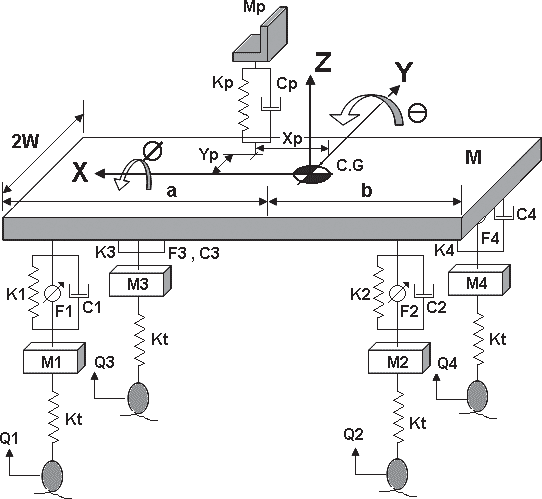 Mp
Z
Y
Kp
Cp
Θ
2W
Xp
Ø
Yp
M
X
C.G
a
b
C4
K3
F3 , C3
K4
F4
M3
M4
K1
F1
C1
K2
F2
C2
Kt
Kt
M1
Q3
M2
Q4
Kt
Kt
Q1
Q2